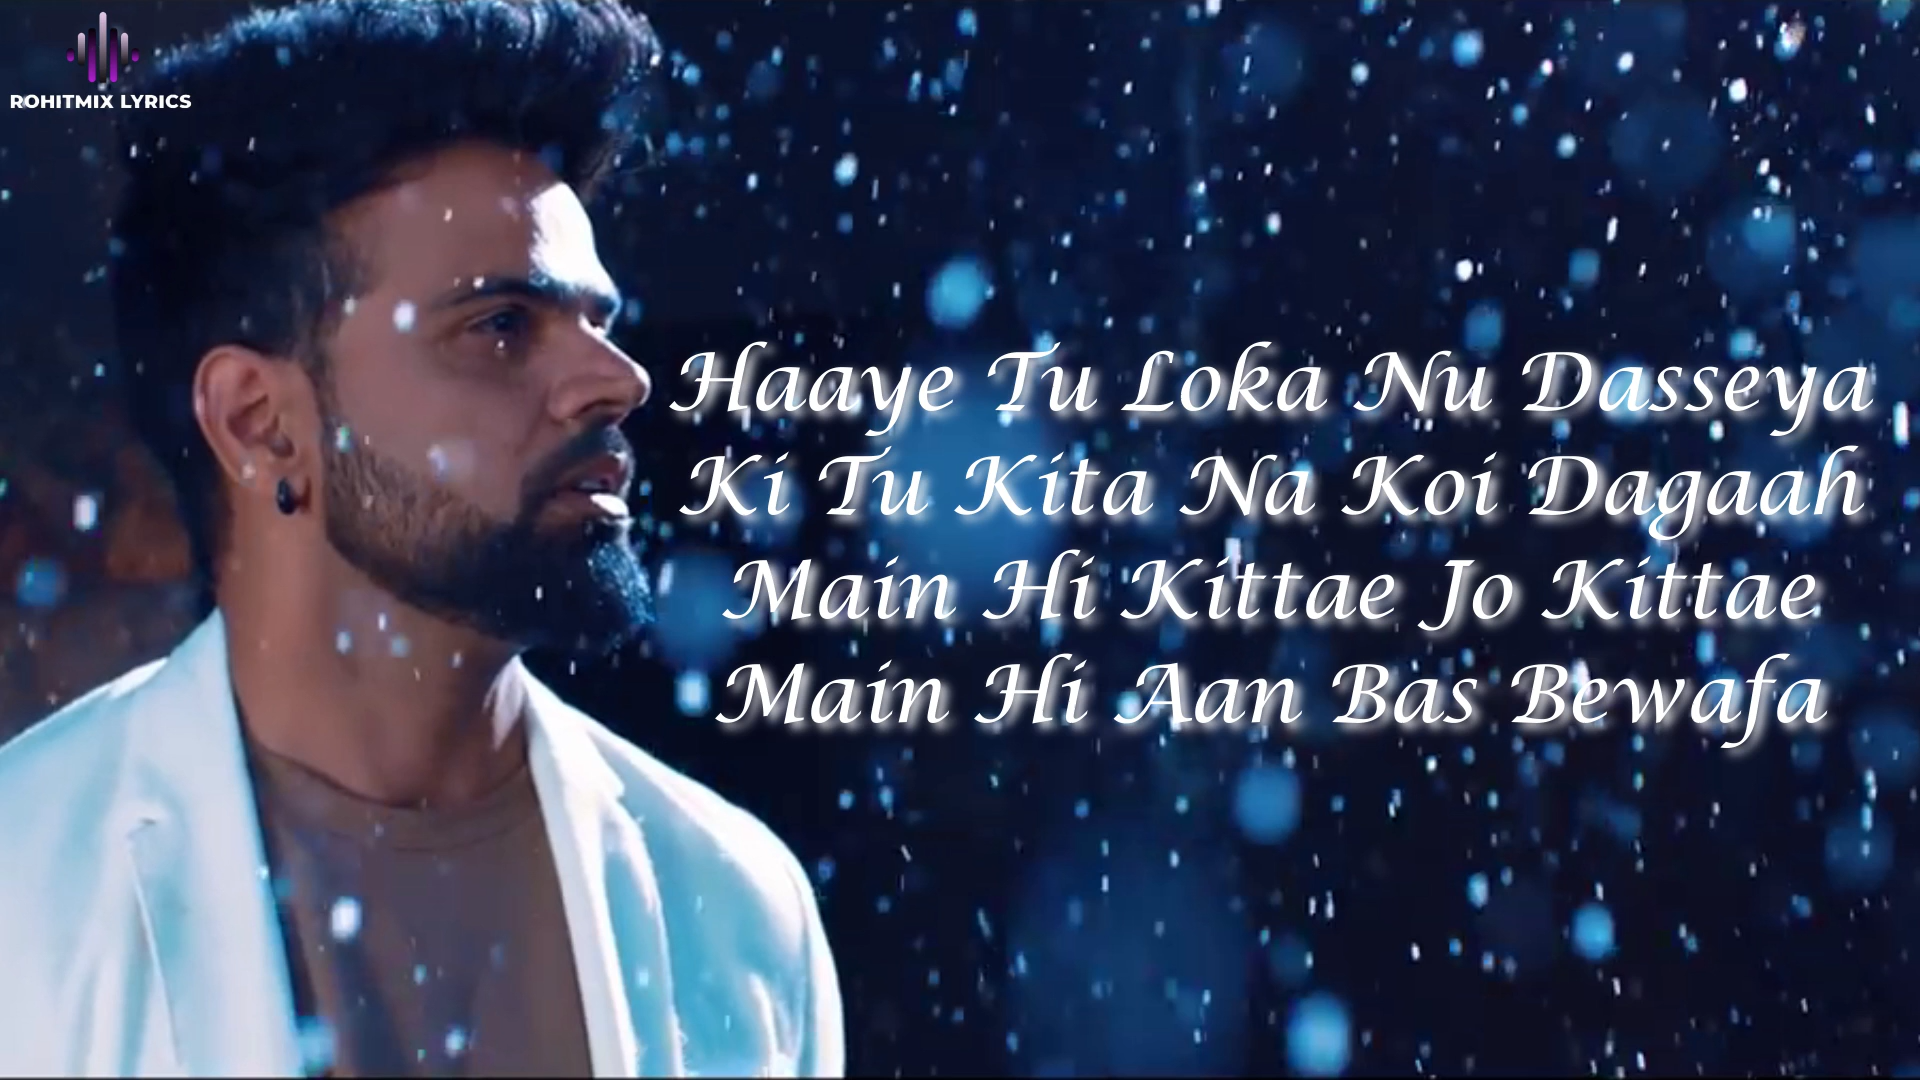 ROHITMIX LYRICS
Haaye Tu Loka Nu Dasseya
Ki Tu Kita Na Koi Dagaah
Main Hi Kittae Jo Kittae
Main Hi Aan Bas Bewafa